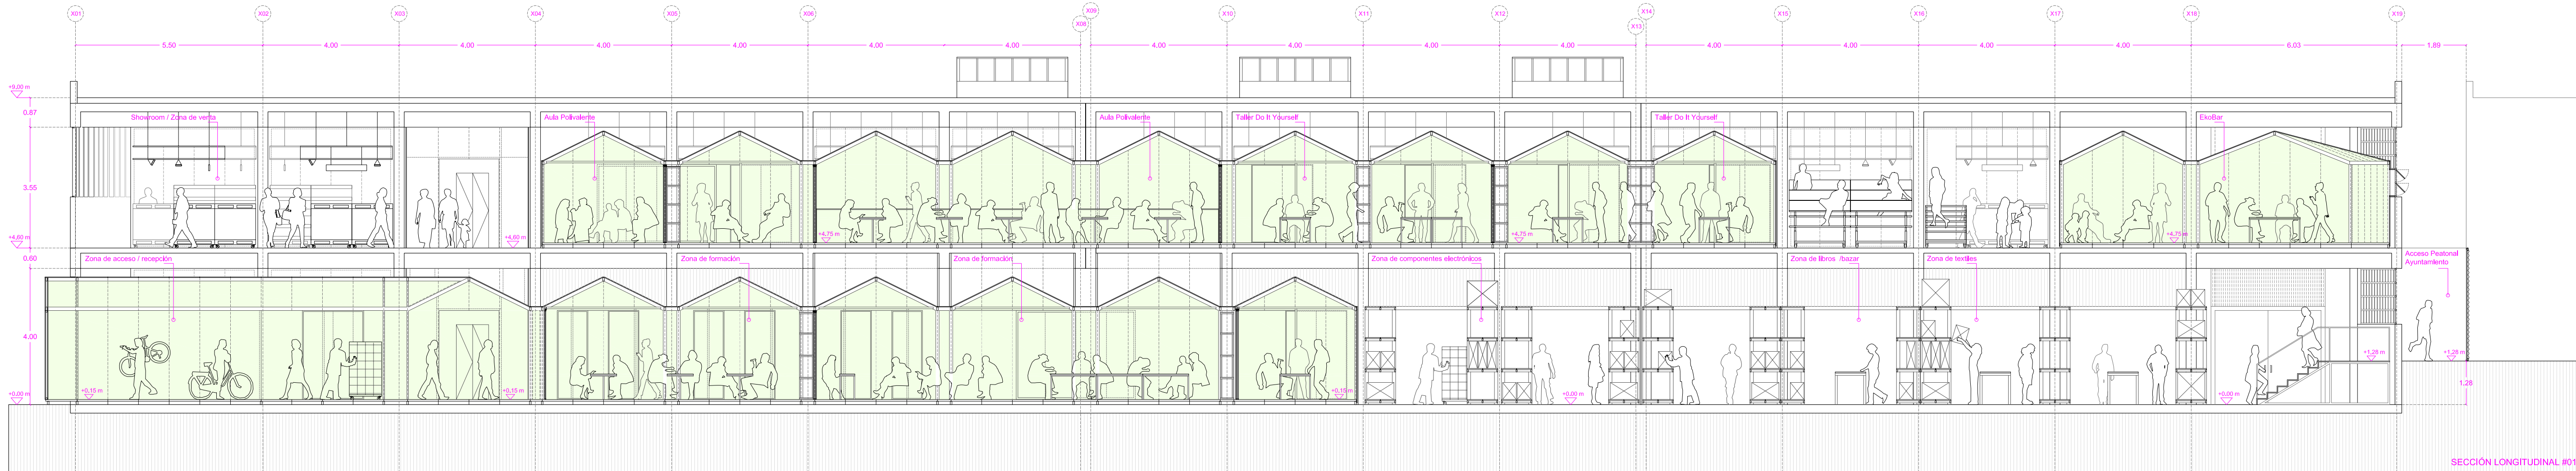 X01
X02
X03
X04
X05
X06
X08
X09
X10
X11
X12
X13
X14
X15
X16
X17
X18
X19
5.50
4.00
4.00
4.00
4.00
4.00
4.00
4.00
4.00
4.00
4.00
4.00
4.00
4.00
4.00
6.03
1,89
+9,00 m
0.87
3.55
+4,60 m
0.60
4,00
+0,00 m
Showroom / Zona de venta
Aula Polivalente
Aula Polivalente
Taller Do It Yourself
Taller Do It Yourself
EkoBar
+4,60 m
+4,75 m
+4,75 m
+4,75 m
Zona de acceso / recepción
Zona de formación
Zona de formación
Zona de componentes electrónicos
Zona de libros /bazar
Zona de textiles
Acceso Peatonal
Ayuntamiento
+0,15 m
+0,15 m
+0,15 m
+0,00 m
+0,00 m
+1,28 m
+1,28 m
1,28
SECCIÓN LONGITUDINAL #01